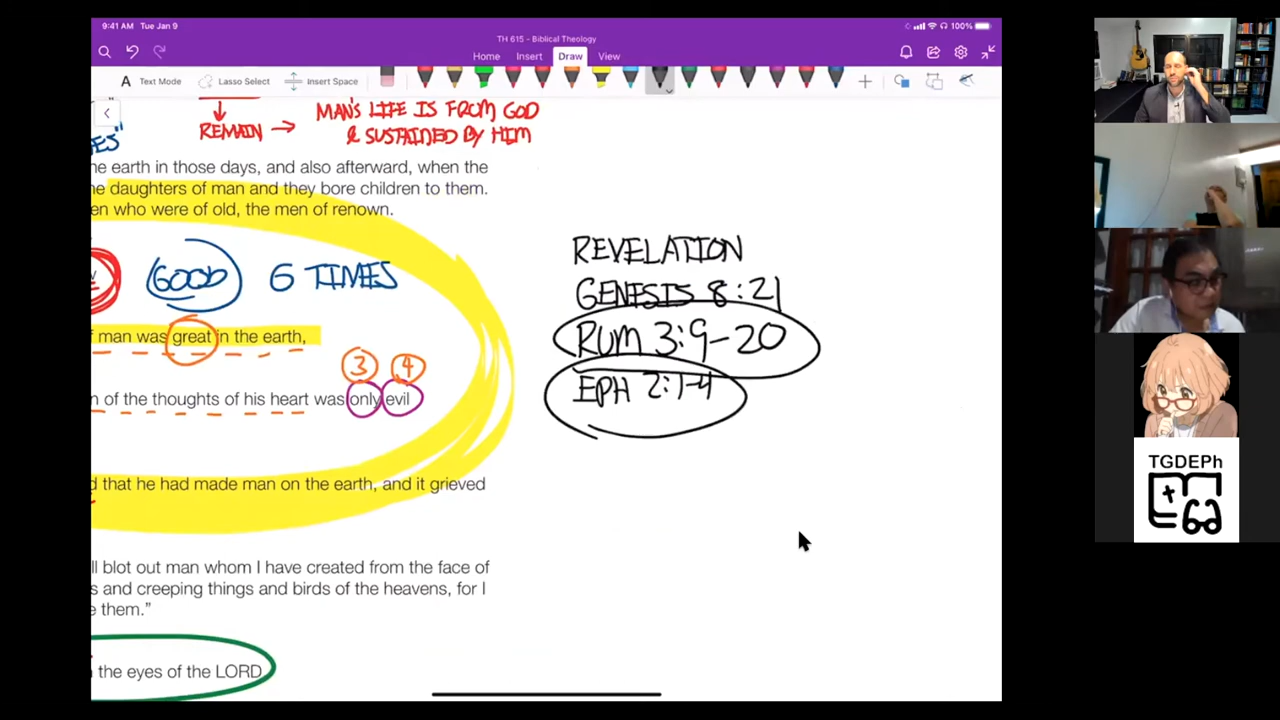 9:41 AM Tue Jan 9
100%
TH 615 - Biblical Theology
Home Insert Draw View
Text Mode Lasso Select Insert Space
MAN'S LIFE IS FROM GOD
REMAIN → & SUSTAINED BY HIM
ES"
he earth in those days, and also afterward, when the
he daughters of man and they bore children to them.
en who were of old, the men of renown.
REVELATION
GOOD 6 TIMES
GENESIS 8:21
f man was great in the earth,
ROM 3:9-20
3 4
EPH 2:1-4
n of the thoughts of his heart was only evil
d that he had made man on the earth, and it grieved
ll blot out man whom I have created from the face of
s and creeping things and birds of the heavens, for I
e them.”
the eyes of the LORD
TGDEPh